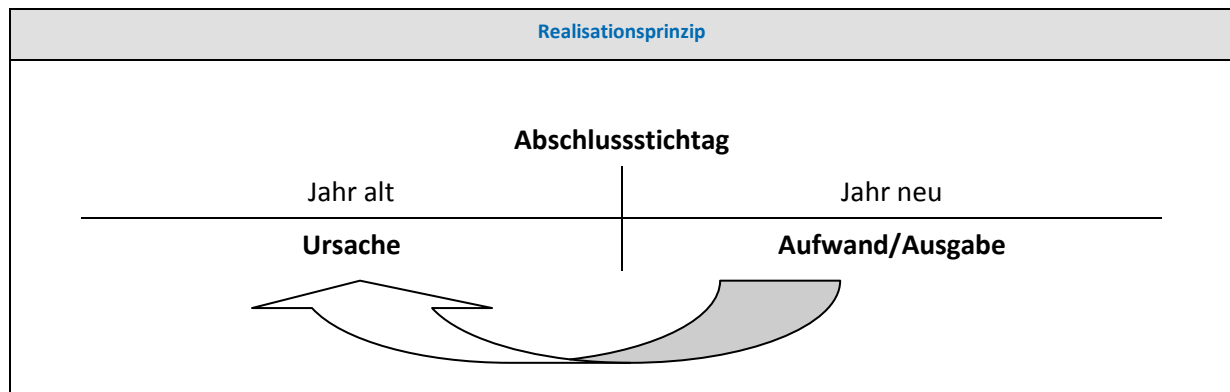 Realisationsprinzip
Abschlussstichtag
Jahr alt Jahr neu
Ursache Aufwand/Ausgabe